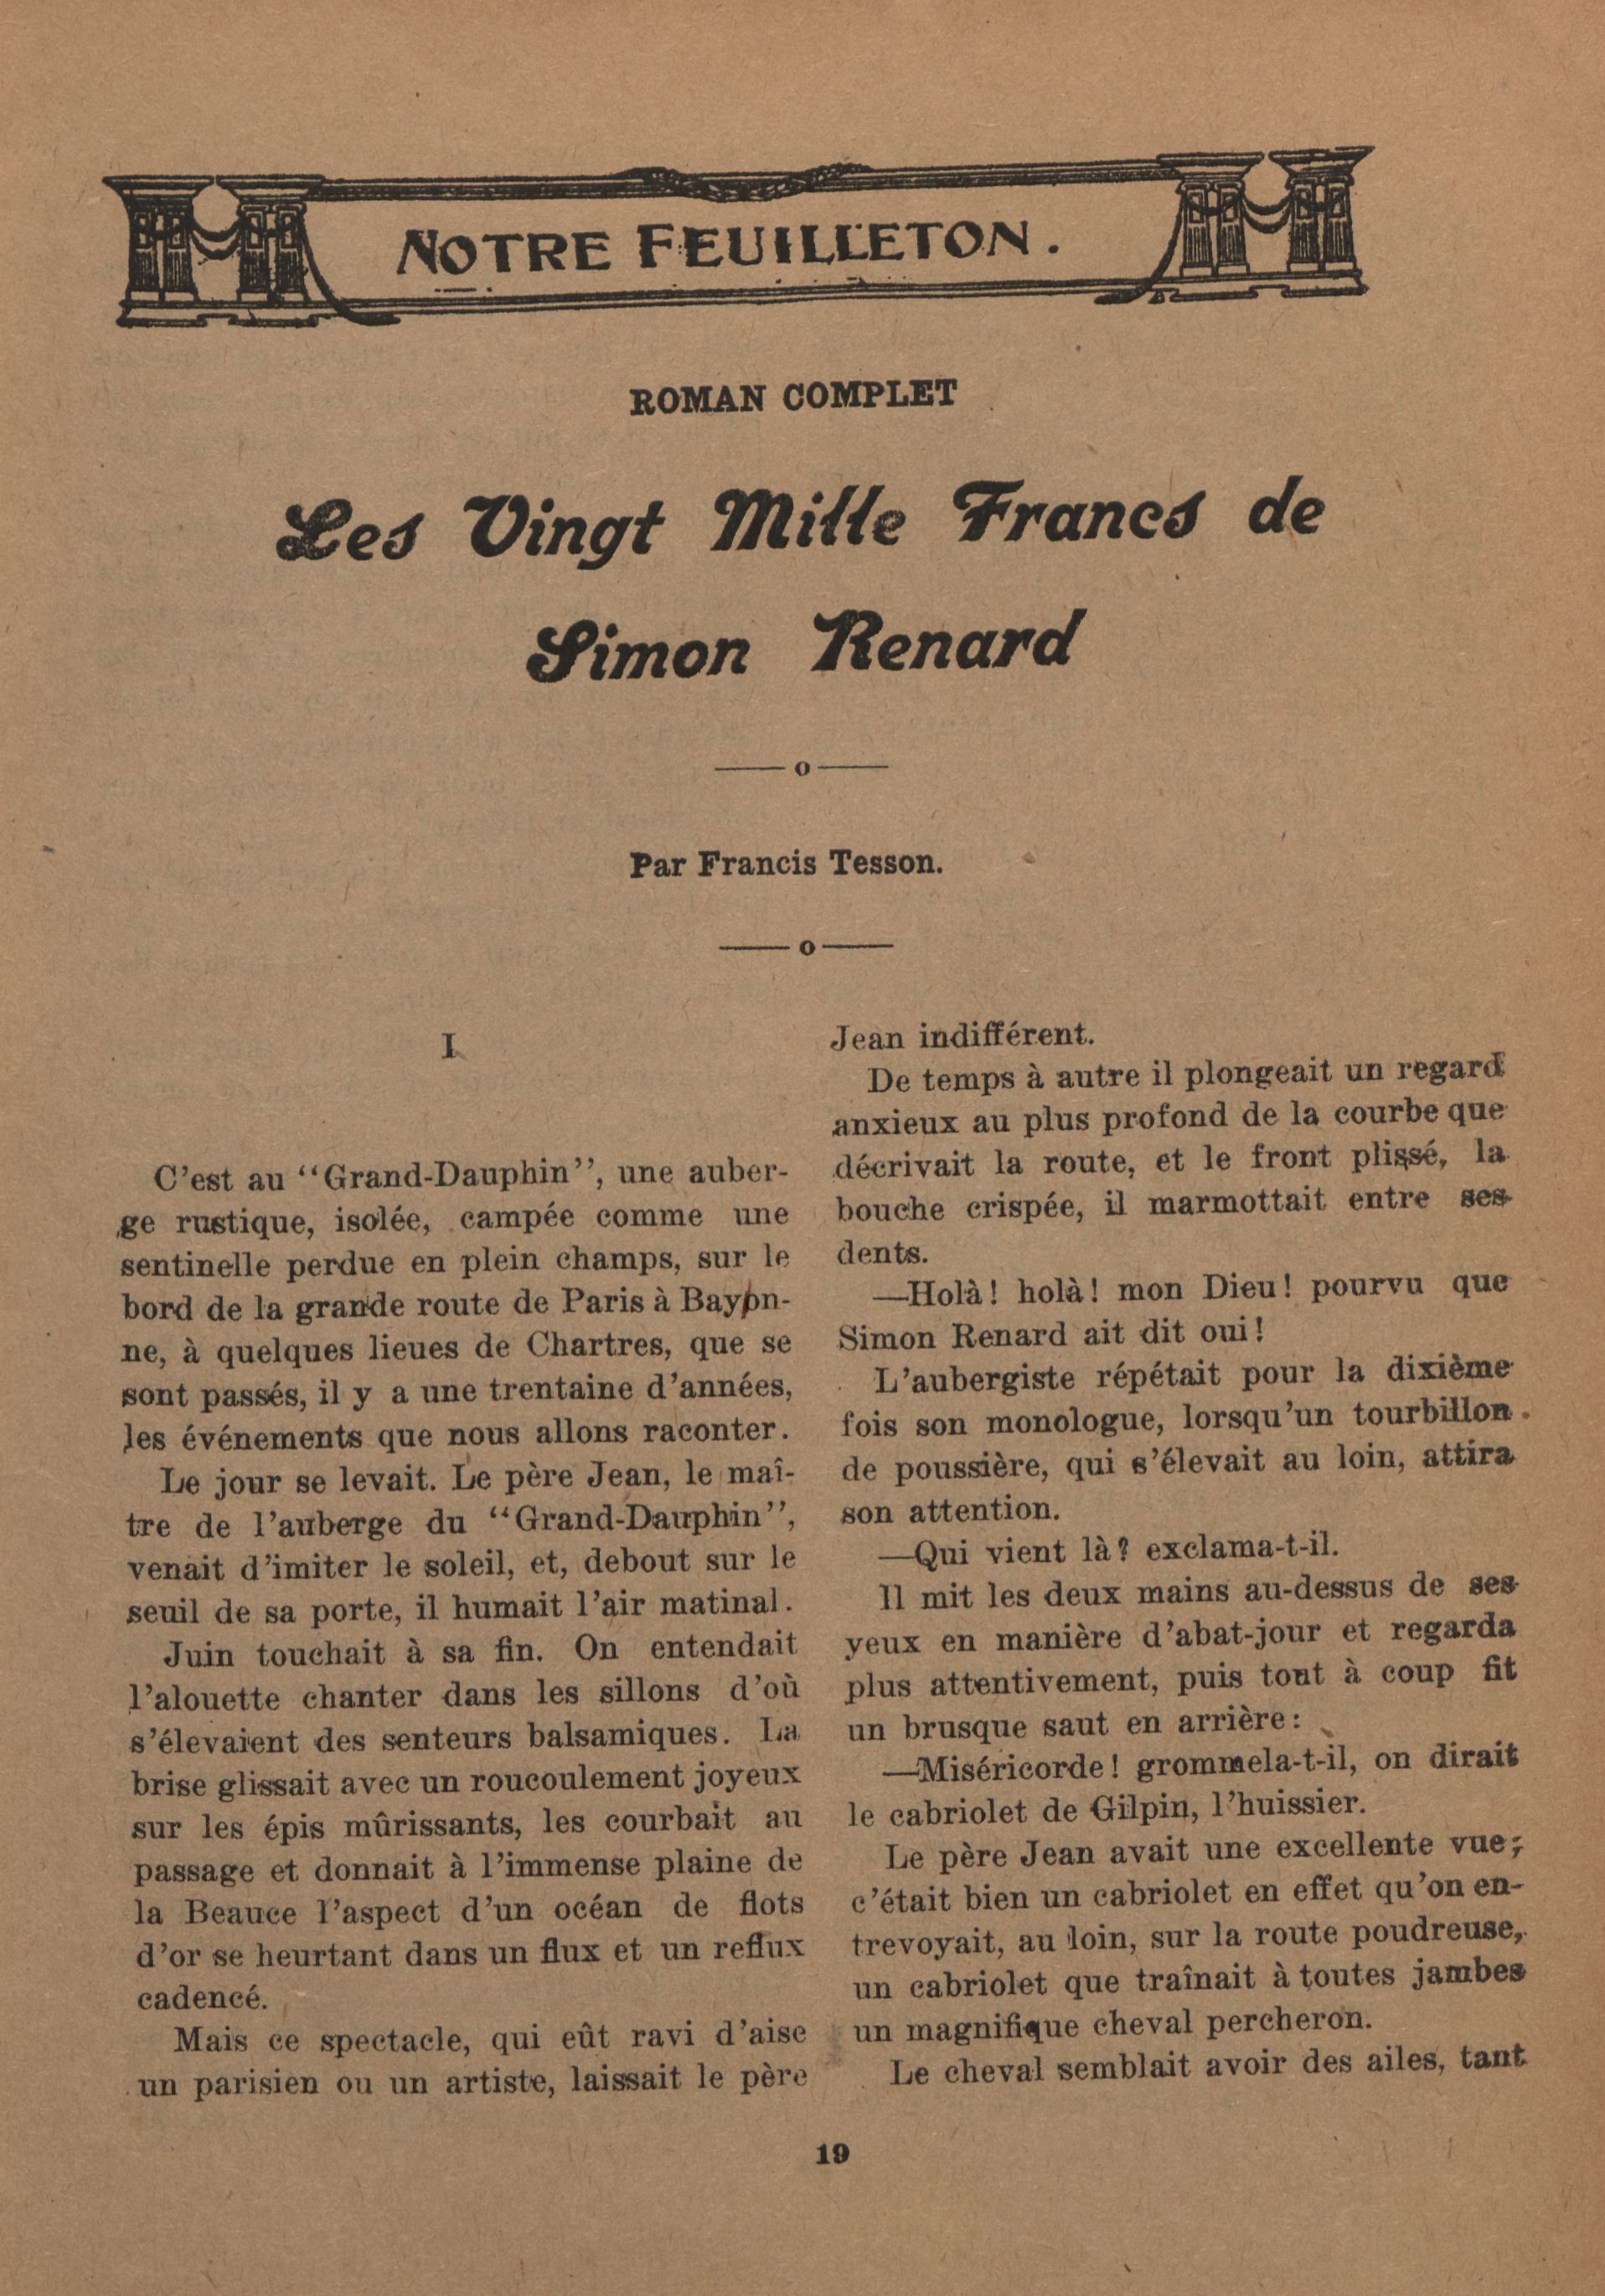 NOTRE FEUILLETON.
ROMAN COMPLET
Les Vingt Mille Francs de
Simon Renard
o
Par Francis Tesson.
o
I
C'est au "Grand-Dauphin", une auber-
ge rustique, isolée, campée comme une
sentinelle perdue en plein champs, sur le
bord de la grande route de Paris à Bayon-
ne, à quelques lieues de Chartres, que se
sont passés, il y a une trentaine d'années,
les événements que nous allons raconter.
Le jour se levait. Le père Jean, le maî-
tre de l'auberge du "Grand-Dauphin",
venait d'imiter le soleil, et, debout sur le
seuil de sa porte, il humait l'air matinal.
Juin touchait à sa fin. On entendait
l'alouette chanter dans les sillons d'où
s'élevaient des senteurs balsamiques. La
brise glissait avec un roucoulement joyeux
sur les épis mûrissants, les courbait au
passage et donnait à l'immense plaine de
la Beauce l'aspect d'un océan de flots
d'or se heurtant dans un flux et un reflux
cadencé.
Mais ce spectacle, qui eût ravi d'aise
un parisien ou un artiste, laissait le père
Jean indifférent.
De temps à autre il plongeait un regard
anxieux au plus profond de la courbe que
décrivait la route, et le front plissé, la
bouche crispée, il marmottait entre ses
dents.
—Holà! holà! mon Dieu! pourvu que
Simon Renard ait dit oui!
L'aubergiste répétait pour la dixième
fois son monologue, lorsqu'un tourbillon
de poussière, qui s'élevait au loin, attira
son attention.
—Qui vient là? exclama-t-il.
Il mit les deux mains au-dessus de ses
yeux en manière d'abat-jour et regarda
plus attentivement, puis tout à coup fit
un brusque saut en arrière:
—Miséricorde! grommela-t-il, on dirait
le cabriolet de Gilpin, l'huissier.
Le père Jean avait une excellente vue;
c'était bien un cabriolet en effet qu'on en-
trevoyait, au loin, sur la route poudreuse,
un cabriolet que traînait à toutes jambes
un magnifique cheval percheron.
Le cheval semblait avoir des ailes, tant
19